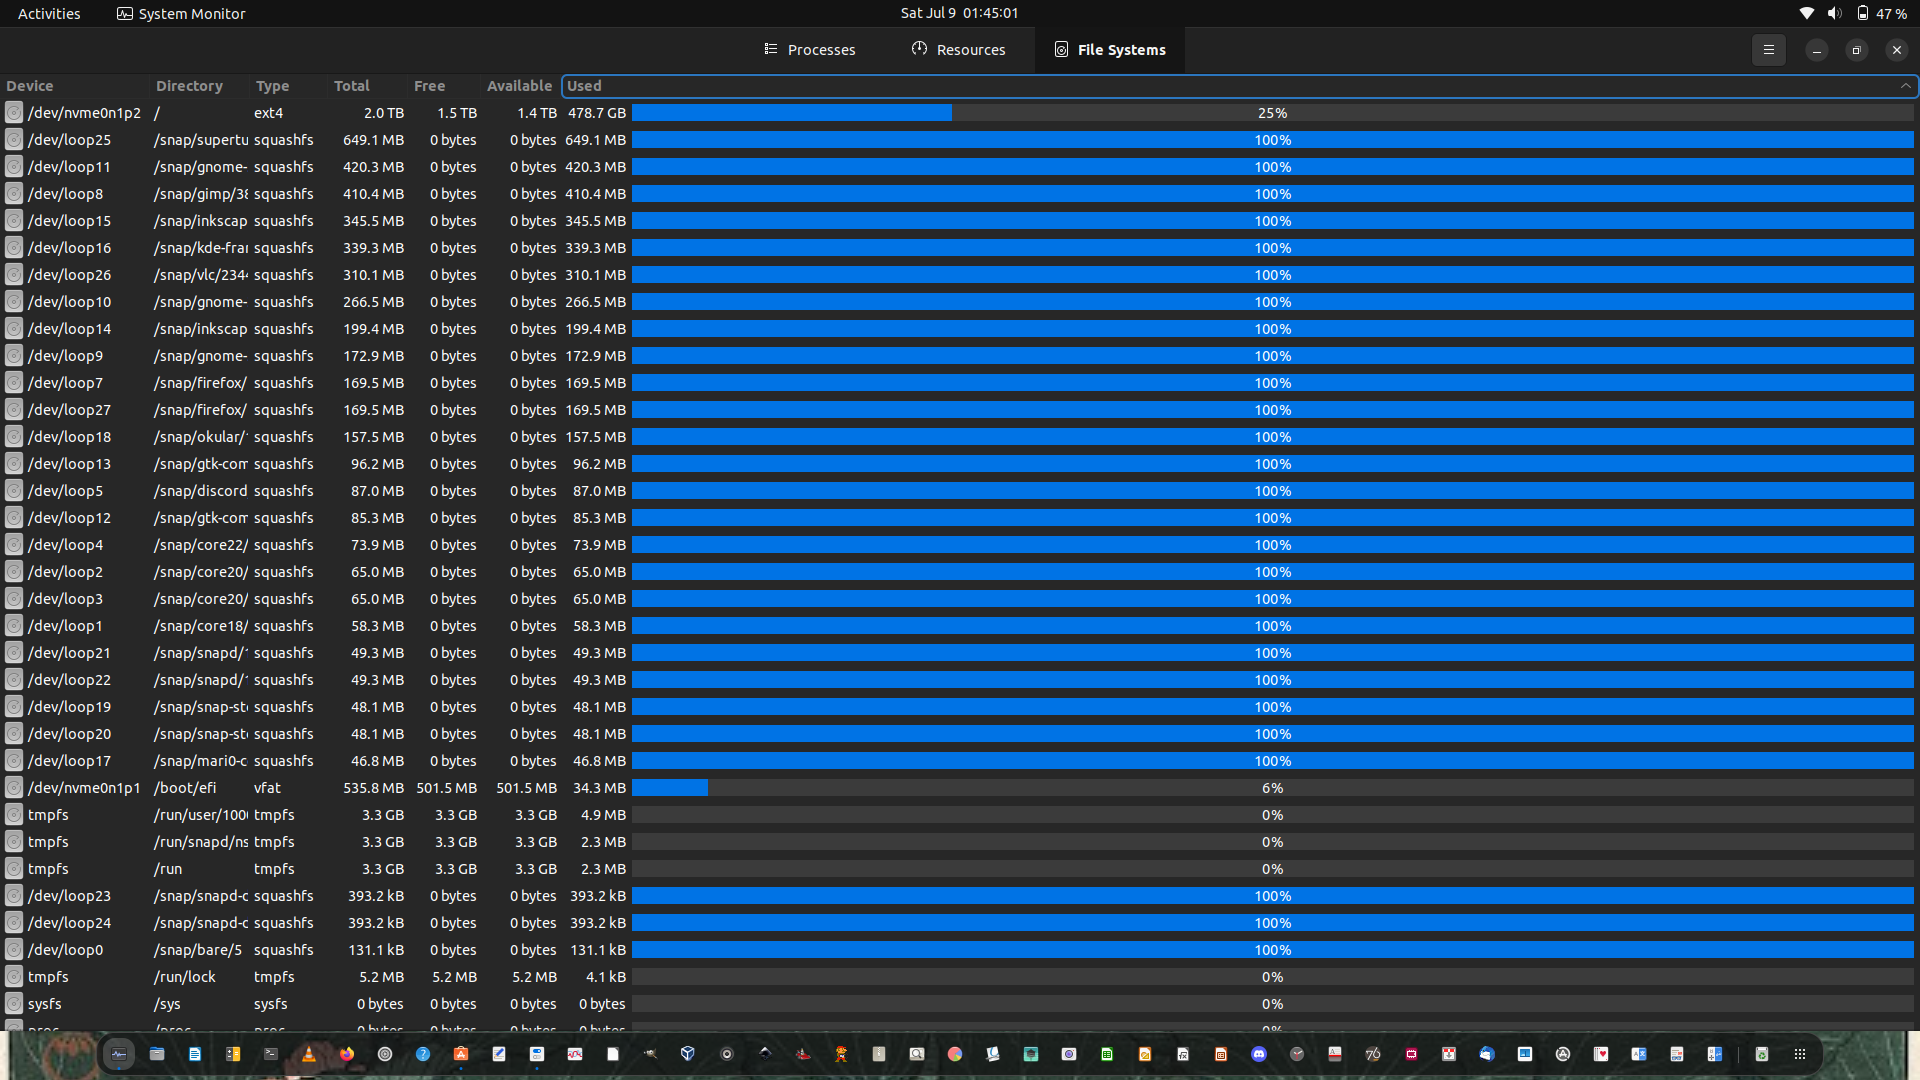 Activities System Monitor Sat Jul 9 01:45:01 47 %
Processes Resources File Systems
Device Directory Type Total Free Available Used
/dev/nvme0n1p2 / ext4 2.0 TB 1.5 TB 1.4 TB 478.7 GB 25%
/dev/loop25 /snap/supertu squashfs 649.1 MB 0 bytes 0 bytes 649.1 MB 100%
/dev/loop11 /snap/gnome- squashfs 420.3 MB 0 bytes 0 bytes 420.3 MB 100%
/dev/loop8 /snap/gimp/38 squashfs 410.4 MB 0 bytes 0 bytes 410.4 MB 100%
/dev/loop15 /snap/inkscap squashfs 345.5 MB 0 bytes 0 bytes 345.5 MB 100%
/dev/loop16 /snap/kde-frar squashfs 339.3 MB 0 bytes 0 bytes 339.3 MB 100%
/dev/loop26 /snap/vlc/2344 squashfs 310.1 MB 0 bytes 0 bytes 310.1 MB 100%
/dev/loop10 /snap/gnome- squashfs 266.5 MB 0 bytes 0 bytes 266.5 MB 100%
/dev/loop14 /snap/inkscap squashfs 199.4 MB 0 bytes 0 bytes 199.4 MB 100%
/dev/loop9 /snap/gnome- squashfs 172.9 MB 0 bytes 0 bytes 172.9 MB 100%
/dev/loop7 /snap/firefox/ squashfs 169.5 MB 0 bytes 0 bytes 169.5 MB 100%
/dev/loop27 /snap/firefox/ squashfs 169.5 MB 0 bytes 0 bytes 169.5 MB 100%
/dev/loop18 /snap/okular/1 squashfs 157.5 MB 0 bytes 0 bytes 157.5 MB 100%
/dev/loop13 /snap/gtk-com squashfs 96.2 MB 0 bytes 0 bytes 96.2 MB 100%
/dev/loop5 /snap/discord squashfs 87.0 MB 0 bytes 0 bytes 87.0 MB 100%
/dev/loop12 /snap/gtk-com squashfs 85.3 MB 0 bytes 0 bytes 85.3 MB 100%
/dev/loop4 /snap/core22/ squashfs 73.9 MB 0 bytes 0 bytes 73.9 MB 100%
/dev/loop2 /snap/core20/ squashfs 65.0 MB 0 bytes 0 bytes 65.0 MB 100%
/dev/loop3 /snap/core20/ squashfs 65.0 MB 0 bytes 0 bytes 65.0 MB 100%
/dev/loop1 /snap/core18/ squashfs 58.3 MB 0 bytes 0 bytes 58.3 MB 100%
/dev/loop21 /snap/snapd/1 squashfs 49.3 MB 0 bytes 0 bytes 49.3 MB 100%
/dev/loop22 /snap/snapd/1 squashfs 49.3 MB 0 bytes 0 bytes 49.3 MB 100%
/dev/loop19 /snap/snap-sto squashfs 48.1 MB 0 bytes 0 bytes 48.1 MB 100%
/dev/loop20 /snap/snap-sto squashfs 48.1 MB 0 bytes 0 bytes 48.1 MB 100%
/dev/loop17 /snap/mari0-c squashfs 46.8 MB 0 bytes 0 bytes 46.8 MB 100%
/dev/nvme0n1p1 /boot/efi vfat 535.8 MB 501.5 MB 501.5 MB 34.3 MB 6%
tmpfs /run/user/1000 tmpfs 3.3 GB 3.3 GB 3.3 GB 4.9 MB 0%
tmpfs /run/snapd/ns tmpfs 3.3 GB 3.3 GB 3.3 GB 2.3 MB 0%
tmpfs /run tmpfs 3.3 GB 3.3 GB 3.3 GB 2.3 MB 0%
/dev/loop23 /snap/snapd-c squashfs 393.2 kB 0 bytes 0 bytes 393.2 kB 100%
/dev/loop24 /snap/snapd-c squashfs 393.2 kB 0 bytes 0 bytes 393.2 kB 100%
/dev/loop0 /snap/bare/5 squashfs 131.1 kB 0 bytes 0 bytes 131.1 kB 100%
tmpfs /run/lock tmpfs 5.2 MB 5.2 MB 5.2 MB 4.1 kB 0%
sysfs /sys sysfs 0 bytes 0 bytes 0 bytes 0 bytes 0%
proc /proc proc 0 bytes 0 bytes 0 bytes 0 bytes 0%